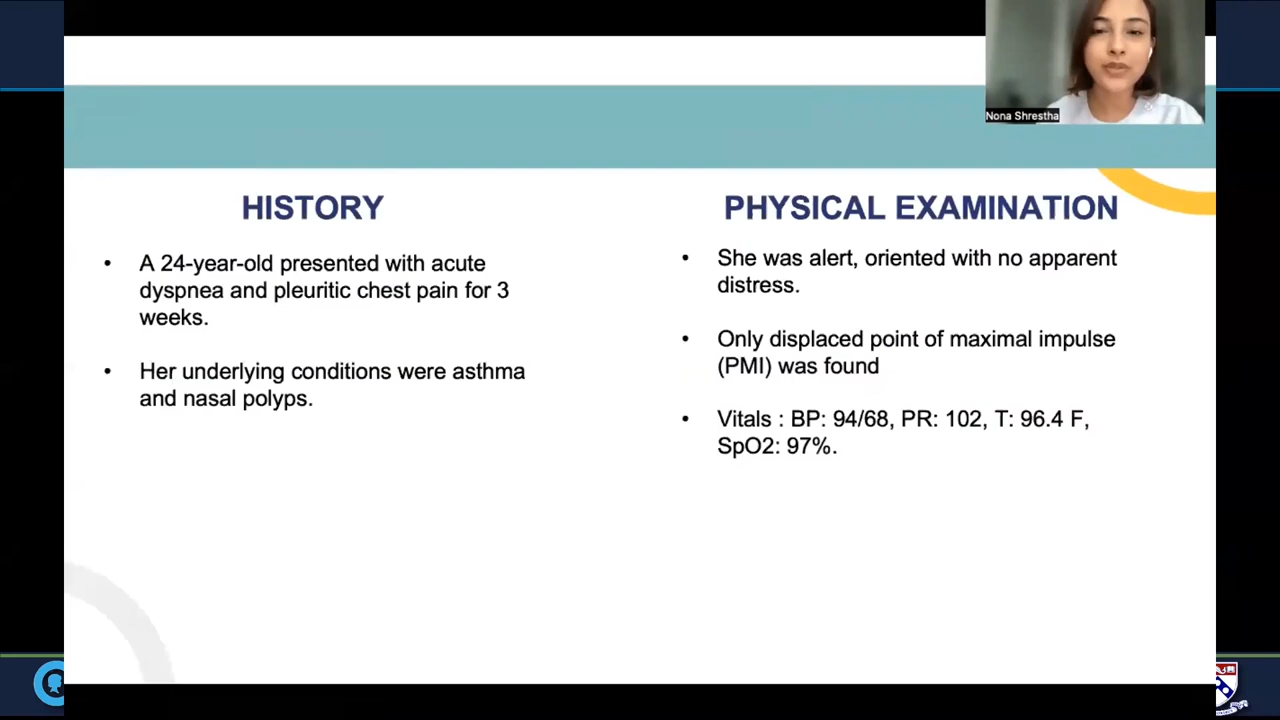 Nona Shrestha
HISTORY
• A 24-year-old presented with acute
dyspnea and pleuritic chest pain for 3
weeks.
• Her underlying conditions were asthma
and nasal polyps.
PHYSICAL EXAMINATION
• She was alert, oriented with no apparent
distress.
• Only displaced point of maximal impulse
(PMI) was found
• Vitals : BP: 94/68, PR: 102, T: 96.4 F,
SpO2: 97%.